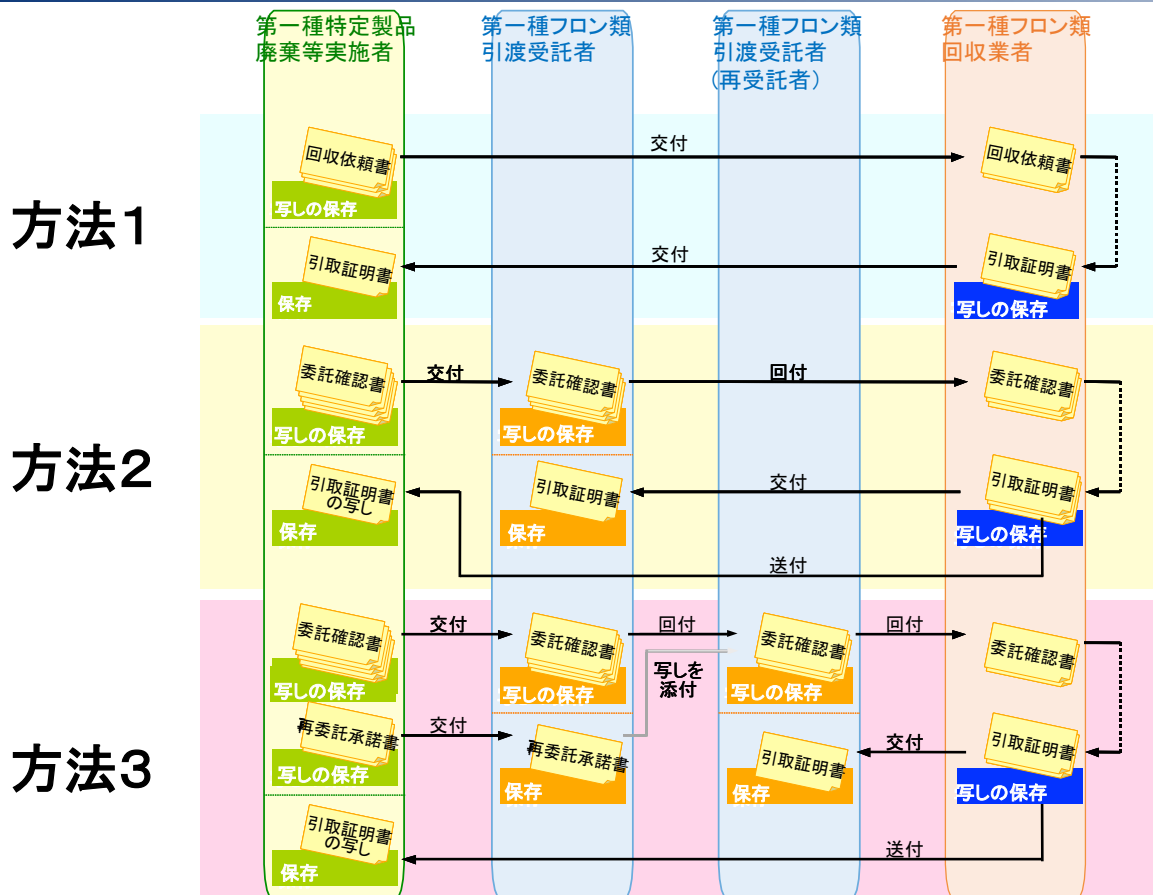 第一種特定製品
廃棄等実施者
第一種フロン類
引渡受託者
第一種フロン類
引渡受託者
(再受託者)
第一種フロン類
回収業者
方法1
回収依頼書
写しの保存
交付
回収依頼書
引取証明書
保存
交付
引取証明書
写しの保存
方法2
委託確認書
写しの保存
交付
委託確認書
写しの保存
回付
委託確認書
引取証明書
の写し
保存
引取証明書
保存
交付
引取証明書
写しの保存
送付
方法3
委託確認書
写しの保存
交付
委託確認書
写しの保存
回付
写しを
添付
委託確認書
写しの保存
回付
委託確認書
再委託承諾書
写しの保存
交付
再委託承諾書
保存
引取証明書
保存
交付
引取証明書
写しの保存
引取証明書
の写し
保存
送付